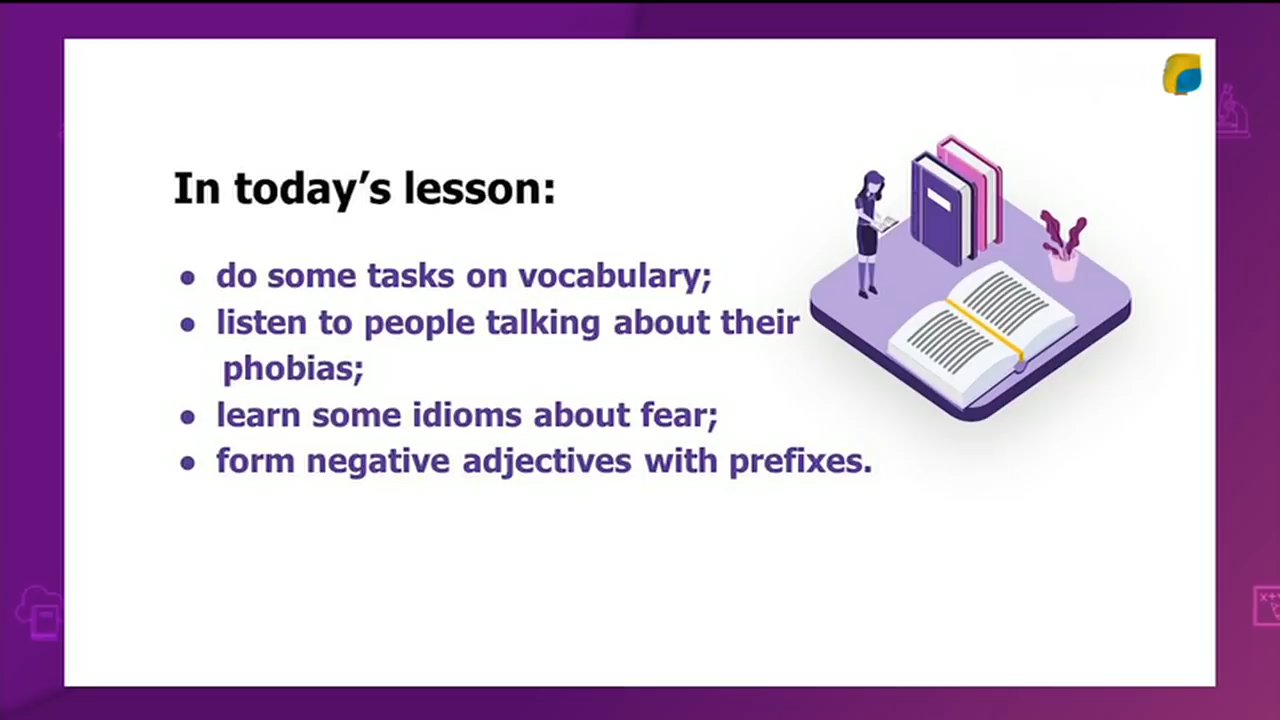 In today’s lesson:
● do some tasks on vocabulary;
● listen to people talking about their
phobias;
● learn some idioms about fear;
● form negative adjectives with prefixes.